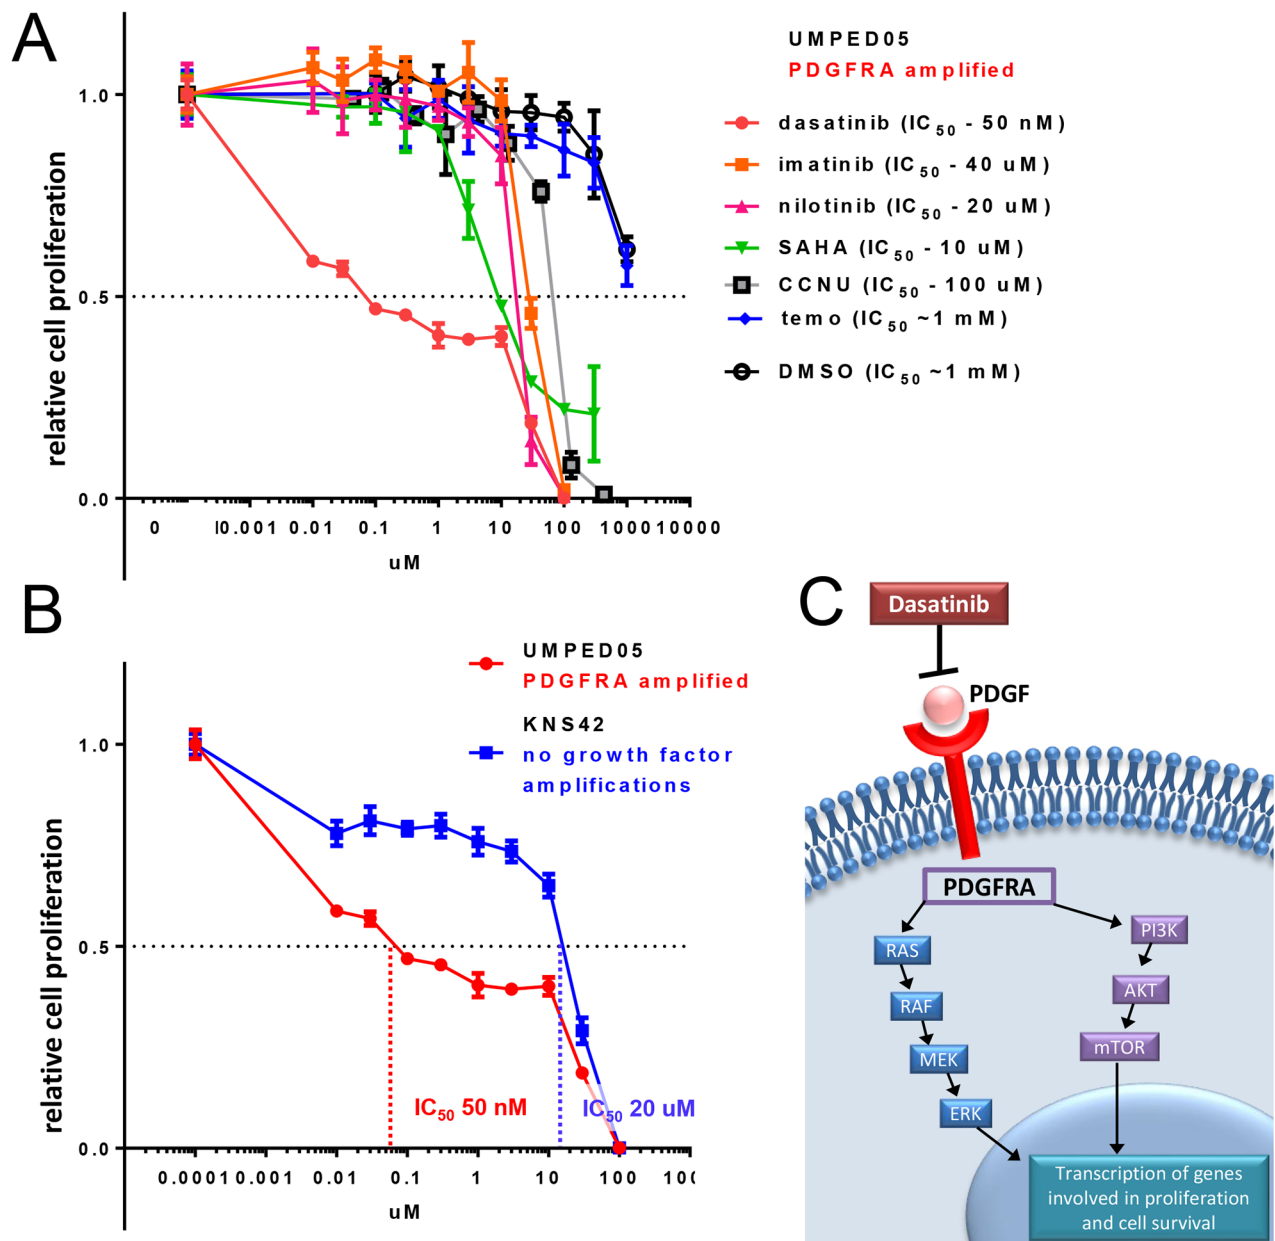 A
UMPED05
PDGFRA amplified
dasatinib (IC50 - 50 nM)
imatinib (IC50 - 40 uM)
nilotinib (IC50 - 20 uM)
SAHA (IC50 - 10 uM)
CCNU (IC50 - 100 uM)
temo (IC50 ~1 mM)
DMSO (IC50 ~1 mM)
relative cell proliferation
1.0
0.5
0.0
0 0.001 0.01 0.1 1 10 100 1000 10000
uM
B
UMPED05
PDGFRA amplified
KNS42
no growth factor
amplifications
relative cell proliferation
1.0
0.5
0.0
IC50 50 nM
IC50 20 uM
0.0001 0.001 0.01 0.1 1 10 100
uM
C
Dasatinib
PDGF
PDGFRA
RAS
RAF
MEK
ERK
PI3K
AKT
mTOR
Transcription of genes
involved in proliferation
and cell survival